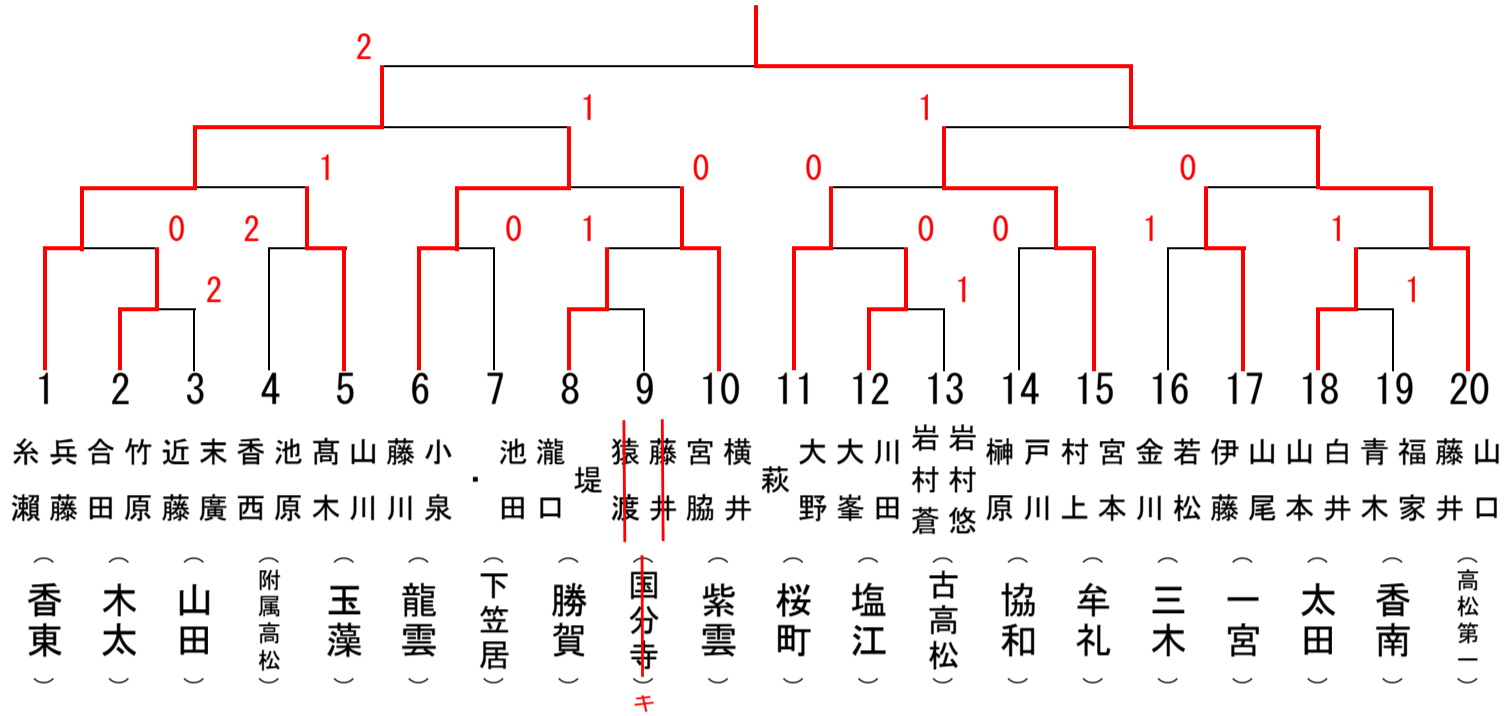 2
1 1
1 0 0 0
0 2 0 1 0 0 1 1
2 1 1
1 2 3 4 5 6 7 8 9 10 11 12 13 14 15 16 17 18 19 20
糸瀨 兵藤
合田 竹原
近藤 末廣
香西 池原
髙木 山川
藤川 小泉
・ 池田
瀧口 堤
猿渡 藤井
宮脇 横井
萩 大野
大峯 川田
岩村蒼 岩村悠
榊原 戸川
村上 宮本
金川 若松
伊藤 山尾
山本 白井
青木 福家
藤井 山口
（香東）
（木太）
（山田）
（附属高松）
（玉藻）
（龍雲）
（下笠居）
（勝賀）
（国分寺）
（紫雲）
（桜町）
（塩江）
（古高松）
（協和）
（牟礼）
（三木）
（一宮）
（太田）
（香南）
（高松第一）
キ